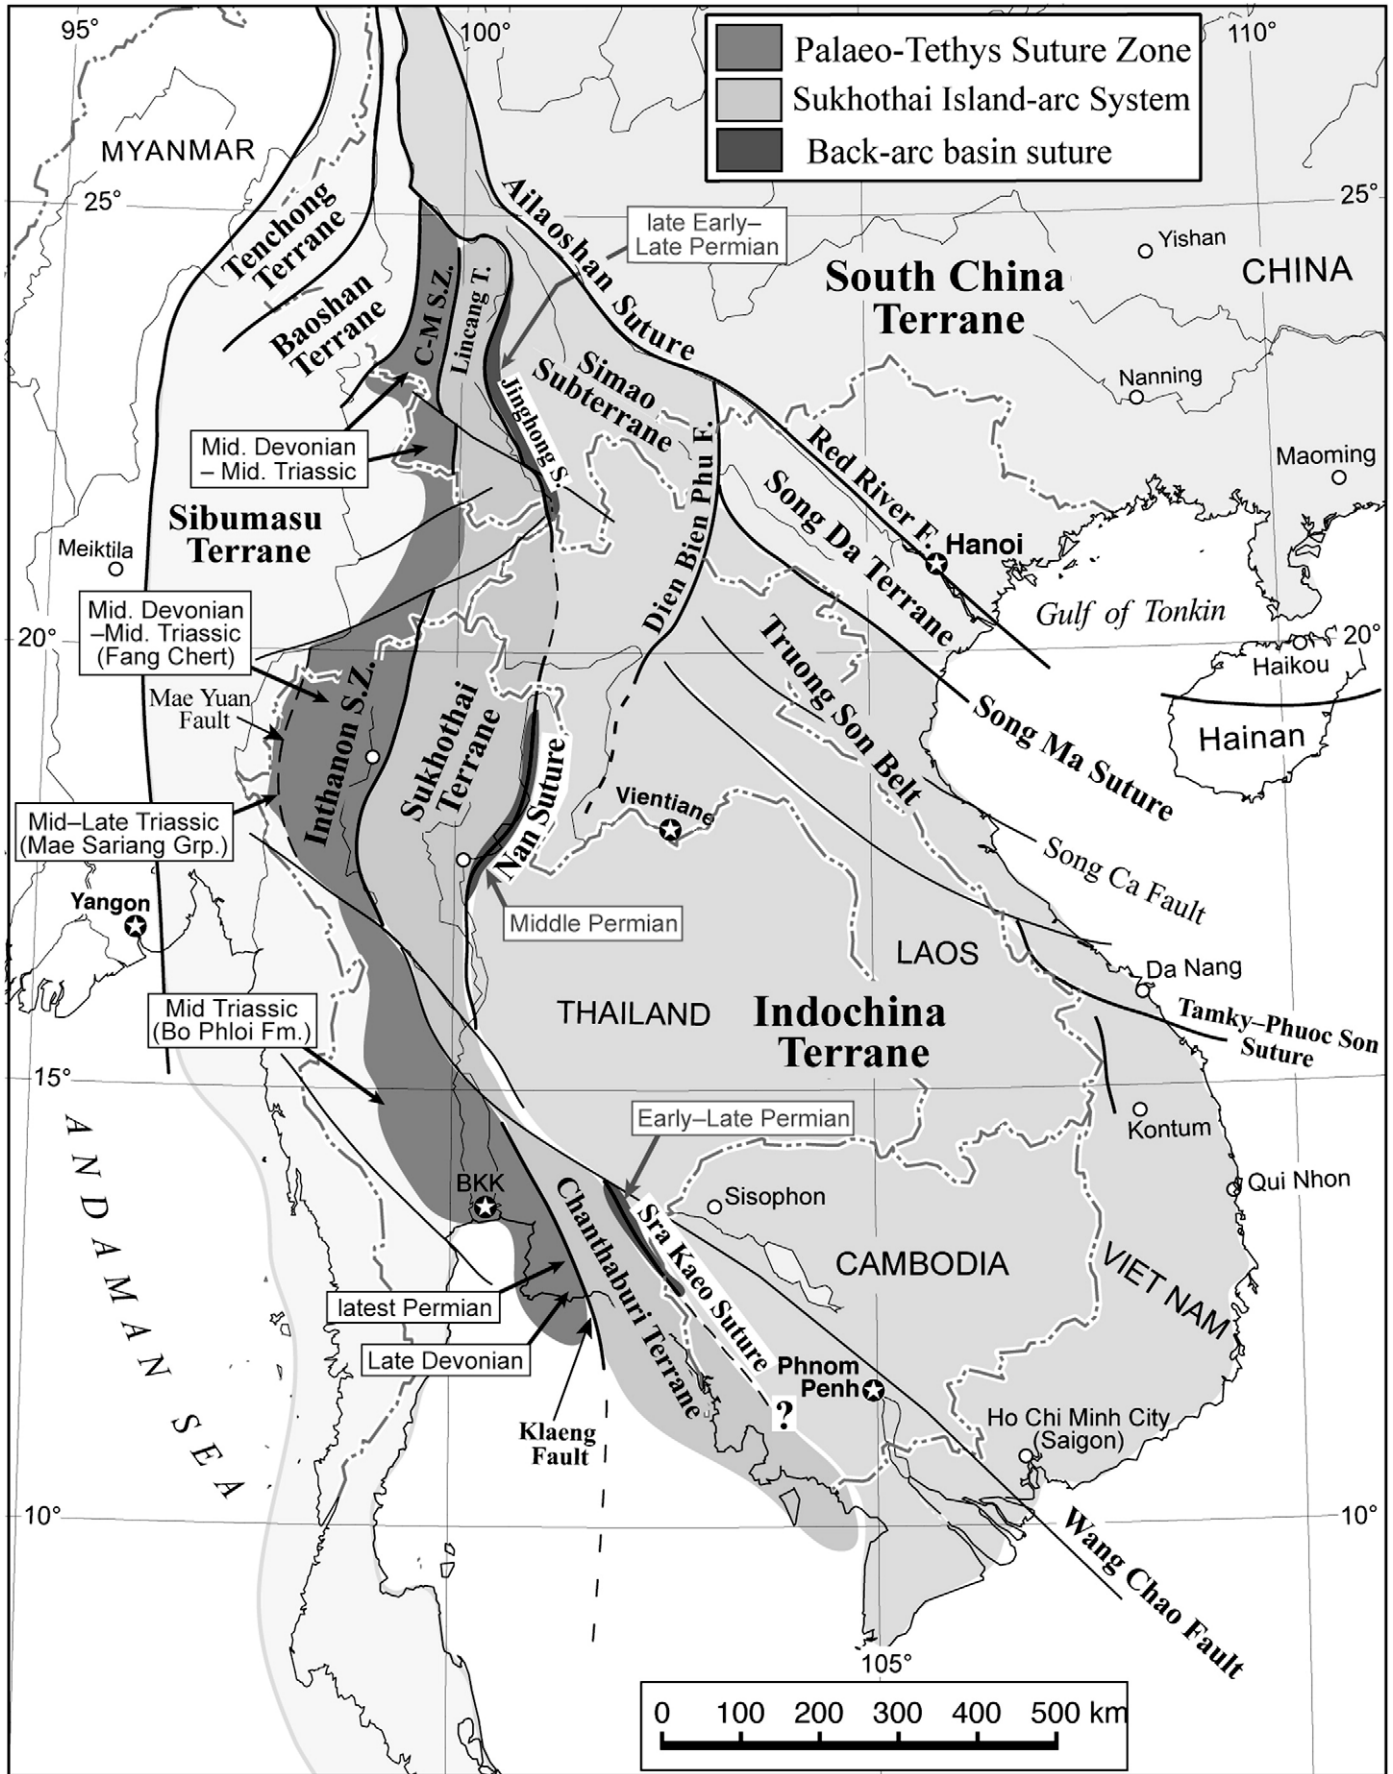 95°
100°
110°
Palaeo-Tethys Suture Zone
Sukhothai Island-arc System
Back-arc basin suture
MYANMAR
25°
25°
Tenchong
Terrane
Ailaoshan Suture
late Early–
Late Permian
Yishan
South China
Terrane
CHINA
Baoshan
Terrane
C-M S.Z.
Lincang T.
Simao
Subterrane
Jinghong S.
Nanning
Mid. Devonian
– Mid. Triassic
Dien Bien Phu F.
Red River F.
Maoming
Sibumasu
Terrane
Song Da Terrane
Hanoi
Meiktila
Mid. Devonian
–Mid. Triassic
(Fang Chert)
Gulf of Tonkin
20°
20°
Haikou
Truong Son Belt
Mae Yuan
Fault
Inthanon S.Z.
Sukhothai
Terrane
Song Ma Suture
Hainan
Nan Suture
Vientiane
Mid–Late Triassic
(Mae Sariang Grp.)
Song Ca Fault
Yangon
Middle Permian
LAOS
Da Nang
Mid Triassic
(Bo Phloi Fm.)
THAILAND
Indochina
Terrane
Tamky–Phuoc Son
Suture
15°
15°
ANDAMAN SEA
Early–Late Permian
Kontum
BKK
Sisophon
Qui Nhon
Chanthaburi Terrane
Sra Kaeo Suture
CAMBODIA
VIET NAM
latest Permian
Late Devonian
Phnom
Penh
?
Klaeng
Fault
Ho Chi Minh City
(Saigon)
10°
10°
Wang Chao Fault
105°
0 100 200 300 400 500 km